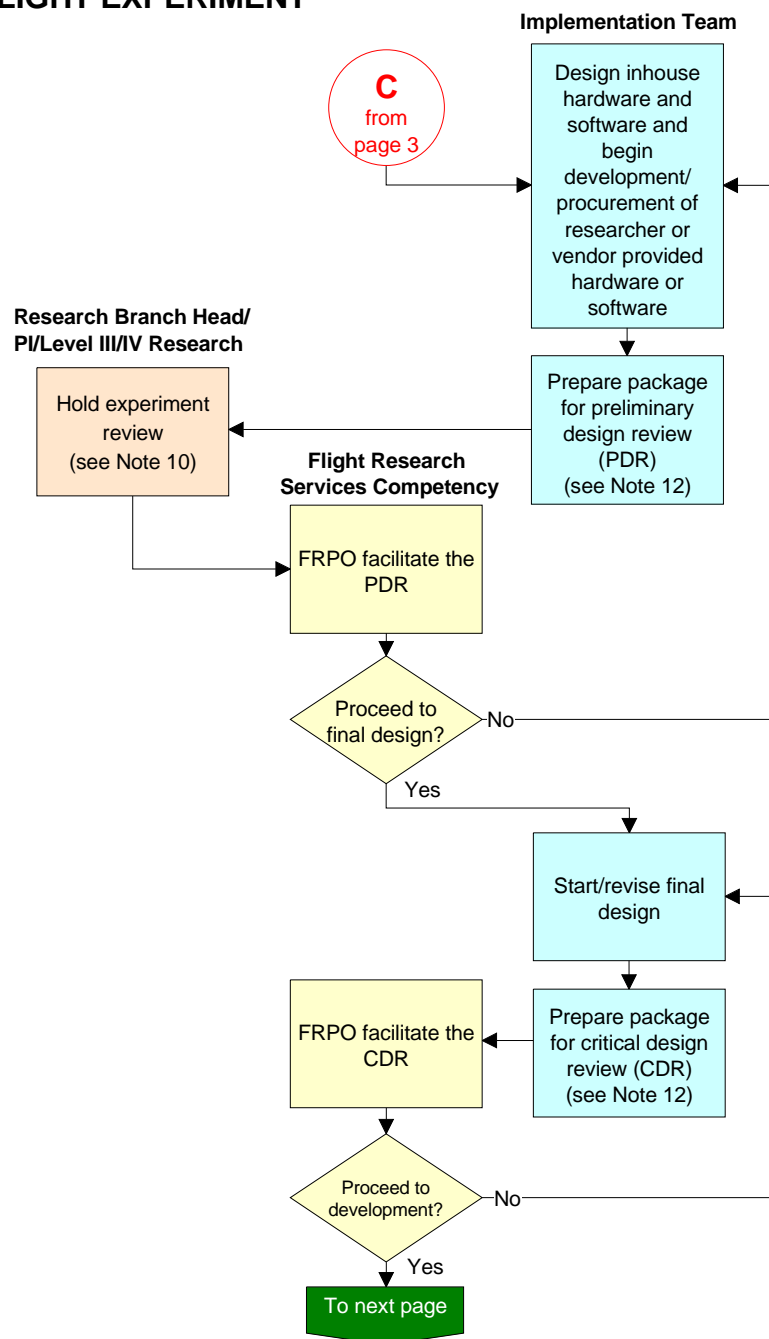 LIGHT EXPERIMENT
Implementation Team
C
from
page 3
Design inhouse
hardware and
software and
begin
development/
procurement of
researcher or
vendor provided
hardware or
software
Research Branch Head/
PI/Level III/IV Research
Hold experiment
review
(see Note 10)
Prepare package
for preliminary
design review
(PDR)
(see Note 12)
Flight Research
Services Competency
FRPO facilitate the
PDR
Proceed to
final design?
No
Yes
Start/revise final
design
FRPO facilitate the
CDR
Prepare package
for critical design
review (CDR)
(see Note 12)
Proceed to
development?
No
Yes
To next page